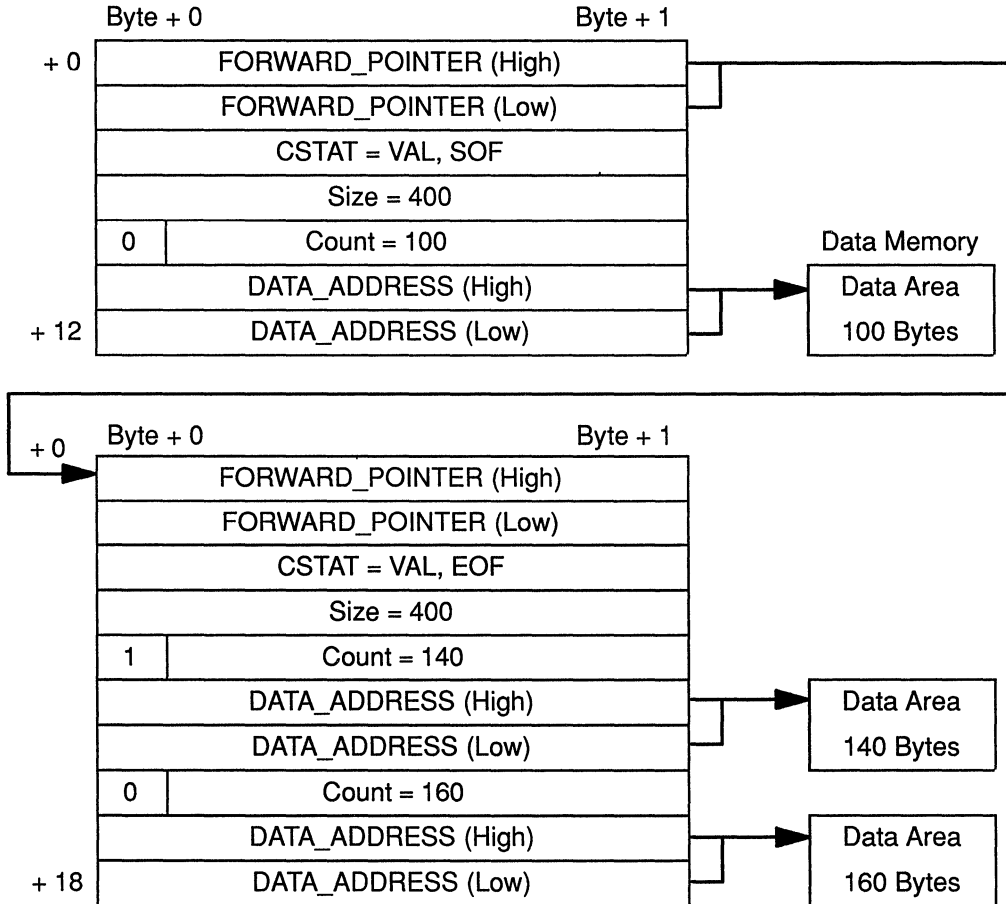 Byte + 0 Byte + 1
+ 0 FORWARD_POINTER (High)
FORWARD_POINTER (Low)
CSTAT = VAL, SOF
Size = 400
0 Count = 100 Data Memory
DATA_ADDRESS (High) Data Area
+ 12 DATA_ADDRESS (Low) 100 Bytes
Byte + 0 Byte + 1
+ 0
FORWARD_POINTER (High)
FORWARD_POINTER (Low)
CSTAT = VAL, EOF
Size = 400
1 Count = 140
DATA_ADDRESS (High) Data Area
DATA_ADDRESS (Low) 140 Bytes
0 Count = 160
DATA_ADDRESS (High) Data Area
+ 18 DATA_ADDRESS (Low) 160 Bytes